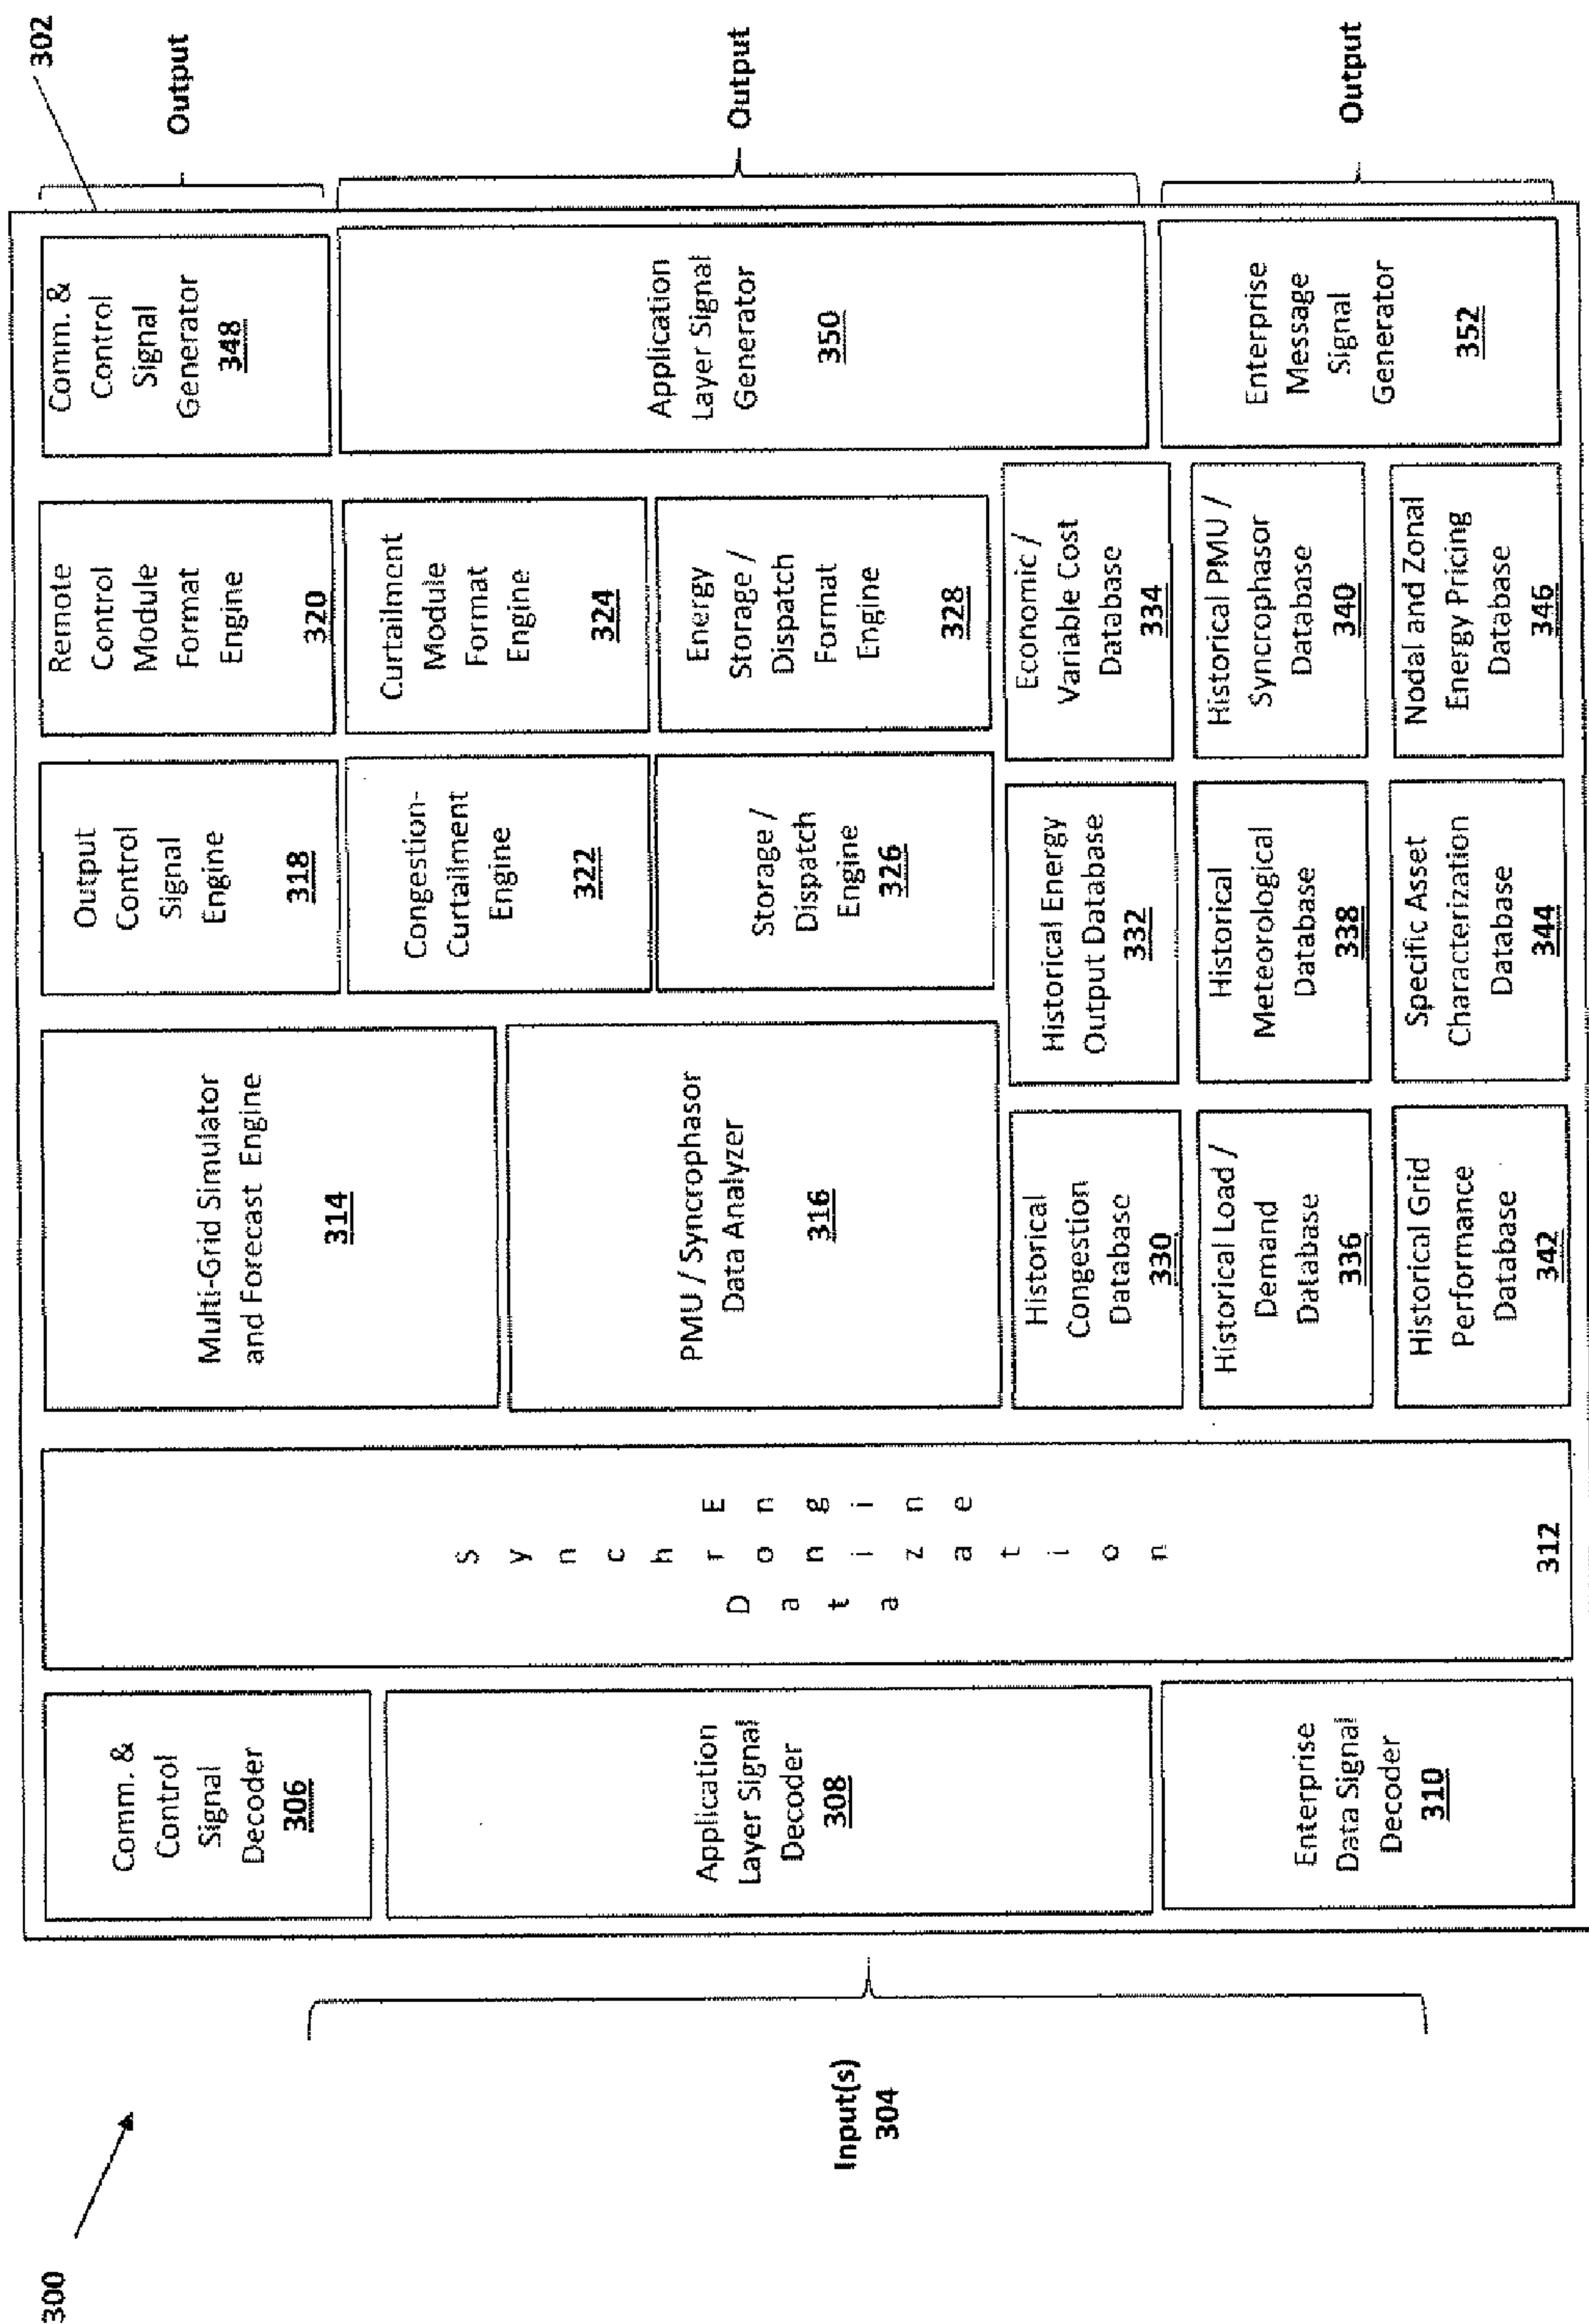 300
302
Input(s)
304
Comm. &
Control
Signal
Decoder
306
Application
Layer Signal
Decoder
308
Enterprise
Data Signal
Decoder
310
Data
Synchronization
Engine
312
Multi-Grid Simulator
and Forecast Engine
314
PMU / Syncrophasor
Data Analyzer
316
Output
Control
Signal
Engine
318
Remote
Control
Module
Format
Engine
320
Congestion-
Curtailment
Engine
322
Curtailment
Module
Format
Engine
324
Storage /
Dispatch
Engine
326
Energy
Storage /
Dispatch
Format
Engine
328
Historical
Congestion
Database
330
Historical Energy
Output Database
332
Economic /
Variable Cost
Database
334
Historical Load /
Demand
Database
336
Historical
Meteorological
Database
338
Historical PMU /
Syncrophasor
Database
340
Historical Grid
Performance
Database
342
Specific Asset
Characterization
Database
344
Nodal and Zonal
Energy Pricing
Database
346
Comm. &
Control
Signal
Generator
348
Application
Layer Signal
Generator
350
Enterprise
Message
Signal
Generator
352
Output
Output
Output